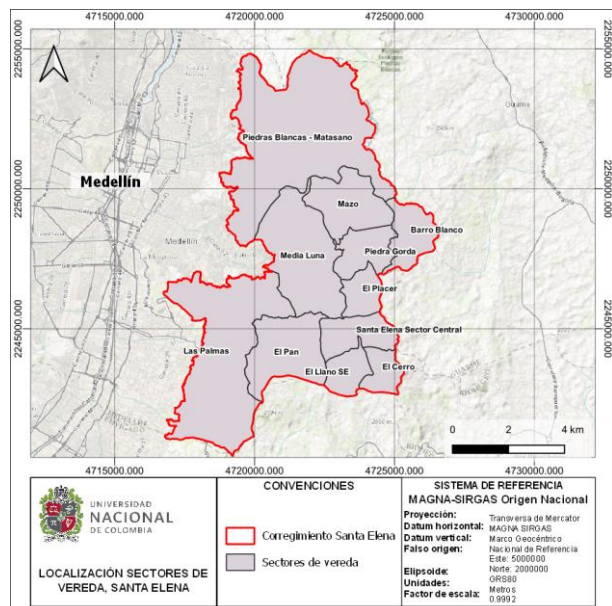 4715000.000 4720000.000 4725000.000 4730000.000
2255000.000 2255000.000
Piedras Blancas - Matasano
Medellín
2250000.000 2250000.000
Mazo
Barro Blanco
Medellín
Media Luna
Piedra Gorda
El Placer
2245000.000 2245000.000
Santa Elena Sector Central
Las Palmas
El Pan
El Llano SE
El Cerro
0 2 4 km
4715000.000 4720000.000 4725000.000 4730000.000
UNIVERSIDAD
NACIONAL
DE COLOMBIA
LOCALIZACIÓN SECTORES DE
VEREDA, SANTA ELENA
CONVENCIONES
Corregimiento Santa Elena
Sectores de vereda
SISTEMA DE REFERENCIA
MAGNA-SIRGAS Origen Nacional
Proyección: Transversa de Mercator
Datum horizontal: MAGNA SIRGAS
Datum vertical: Marco Geocéntrico
Falso origen: Nacional de Referencia
Este: 5000000
Norte: 2000000
Elipsoide: GRS80
Unidades: Metros
Factor de escala: 0.9992